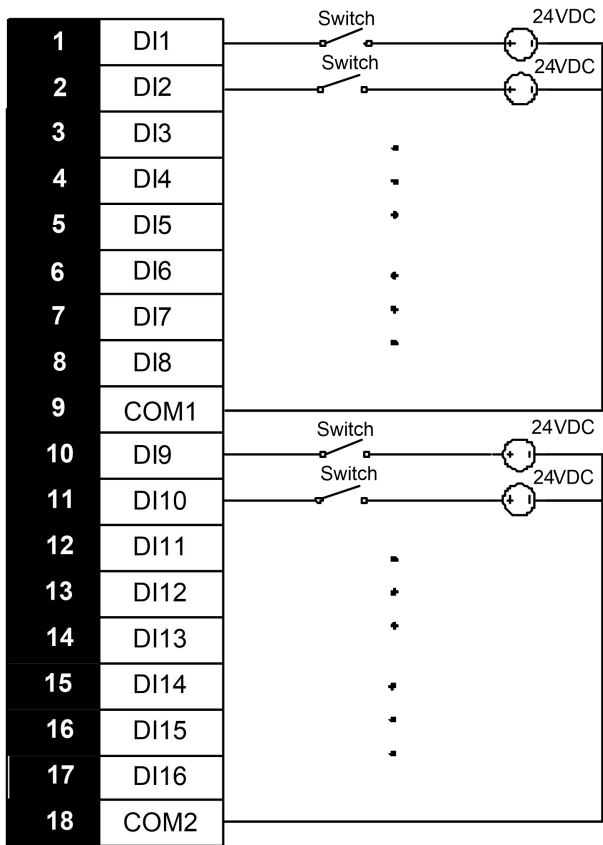 Switch 24VDC
1 DI1
Switch 24VDC
2 DI2
3 DI3
4 DI4
5 DI5
6 DI6
7 DI7
8 DI8
9 COM1
Switch 24VDC
10 DI9
Switch 24VDC
11 DI10
12 DI11
13 DI12
14 DI13
15 DI14
16 DI15
17 DI16
18 COM2